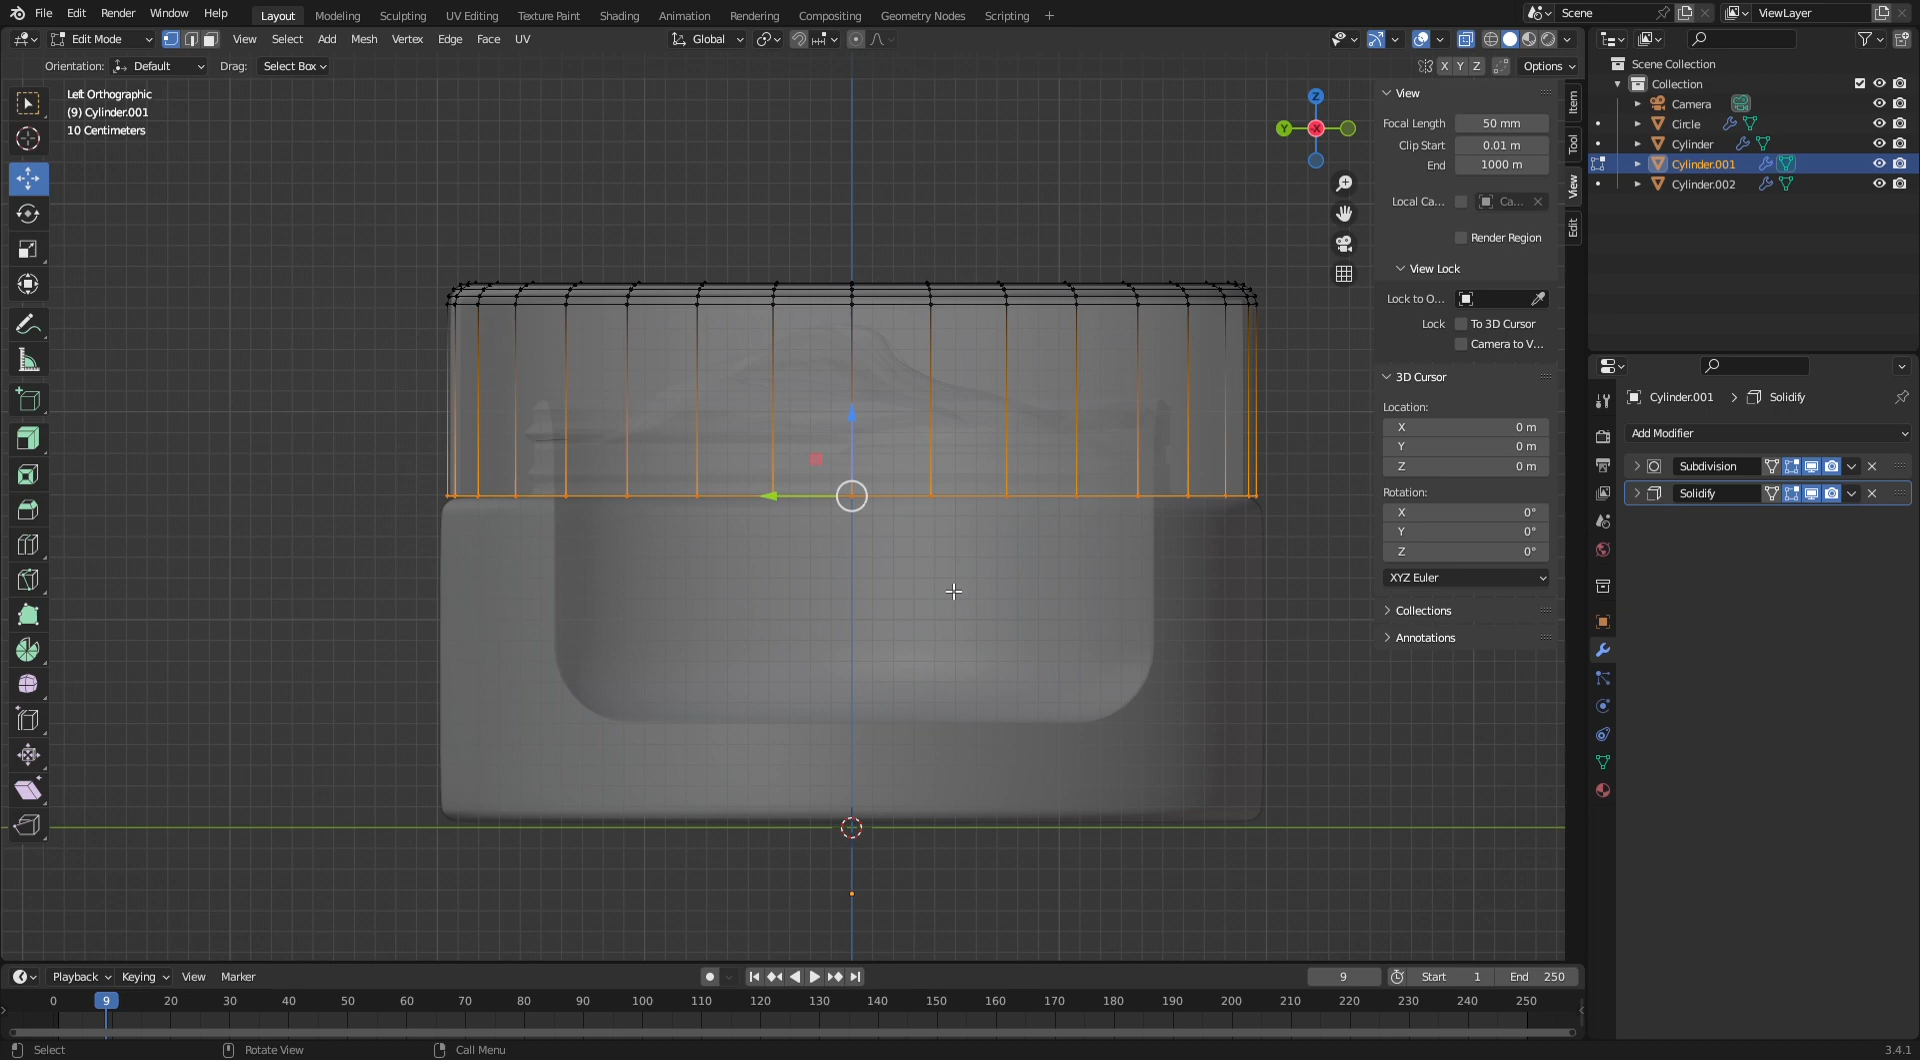 File Edit Render Window Help Layout Modeling Sculpting UV Editing Texture Paint Shading Animation Rendering Compositing Geometry Nodes Scripting + Scene ViewLayer
Edit Mode View Select Add Mesh Vertex Edge Face UV Global
Orientation: Default Drag: Select Box X Y Z Options
Left Orthographic
(9) Cylinder.001
10 Centimeters
Z
Y
X
View
Focal Length 50 mm
Clip Start 0.01 m
End 1000 m
Local Ca... Ca...
Render Region
View Lock
Lock to O...
Lock To 3D Cursor
Camera to V...
3D Cursor
Location:
X 0 m
Y 0 m
Z 0 m
Rotation:
X 0°
Y 0°
Z 0°
XYZ Euler
Collections
Annotations
Item
Tool
View
Edit
Scene Collection
Collection
Camera
Circle
Cylinder
Cylinder.001
Cylinder.002
Cylinder.001 > Solidify
Add Modifier
Subdivision
Solidify
Playback Keying View Marker 9 Start 1 End 250
0 9 20 30 40 50 60 70 80 90 100 110 120 130 140 150 160 170 180 190 200 210 220 230 240 250
Select Rotate View Call Menu 3.4.1